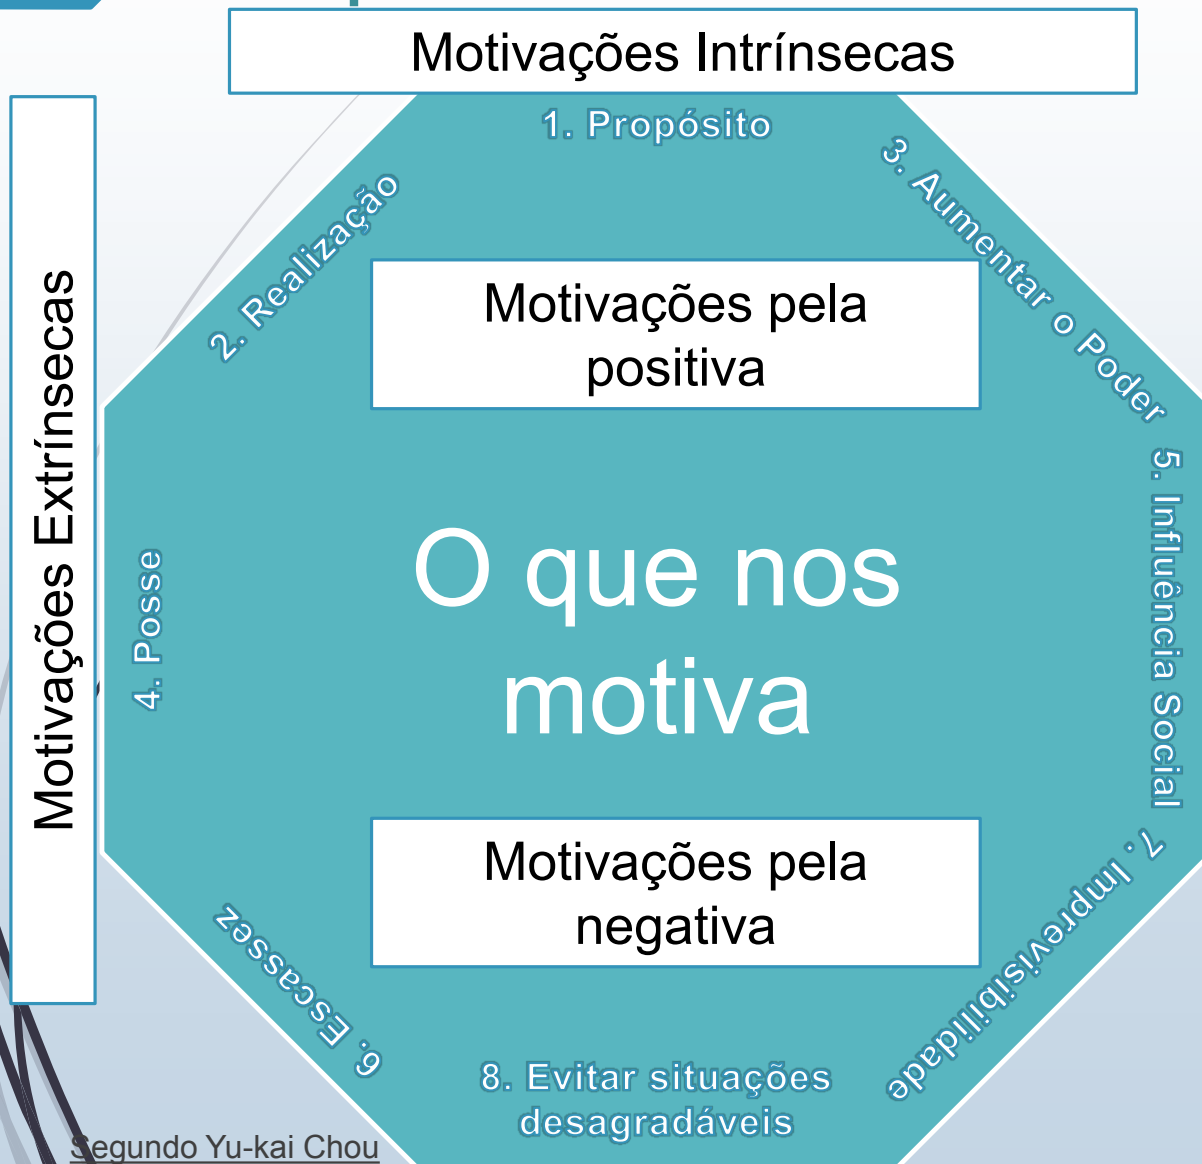 Motivações Intrínsecas
1. Propósito
2. Realização
3. Aumentar o Poder
Motivações pela
positiva
Motivações Extrínsecas
4. Posse
O que nos
motiva
5. Influência Social
Motivações pela
negativa
6. Escassez
7. Imprevisibilidade
8. Evitar situações
desagradáveis
Segundo Yu-kai Chou